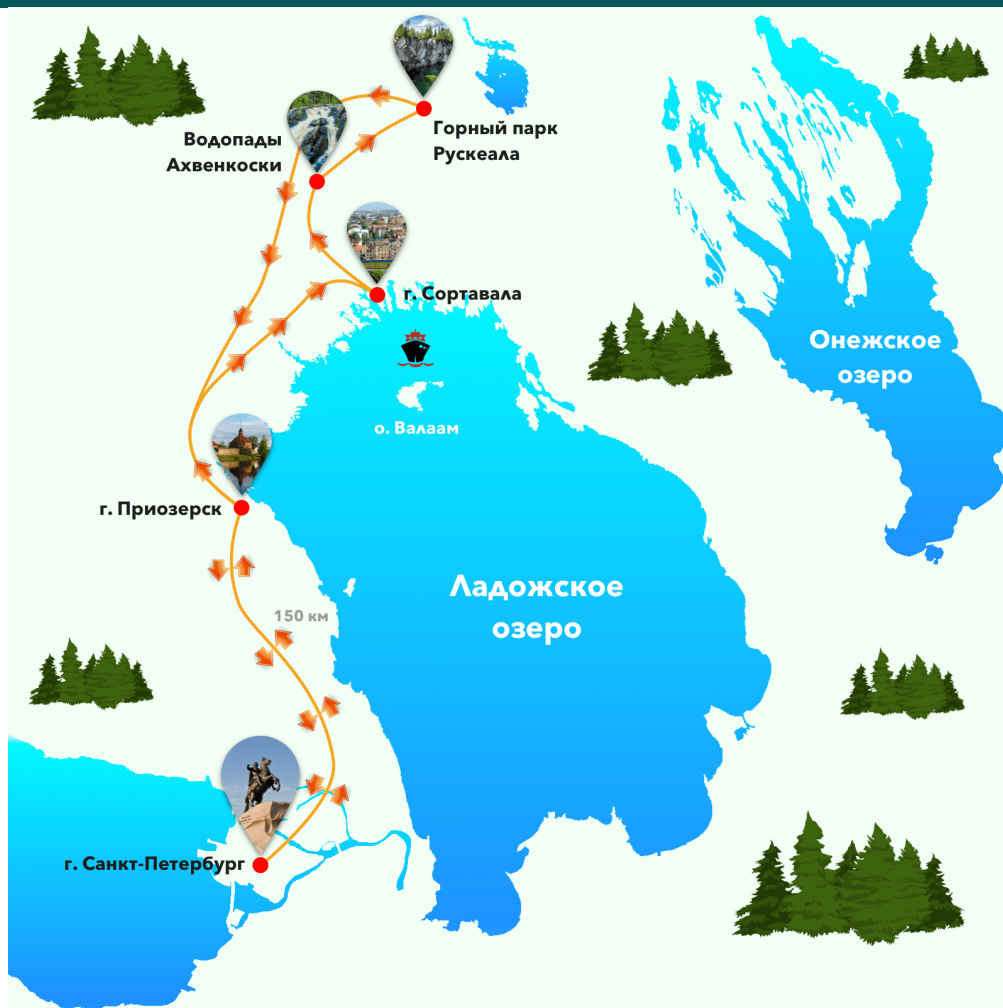 Горный парк
Рускеала
Водопады
Ахвенкоски
г. Сортавала
Онежское
озеро
о. Валаам
г. Приозерск
Ладожское
озеро
150 км
г. Санкт-Петербург